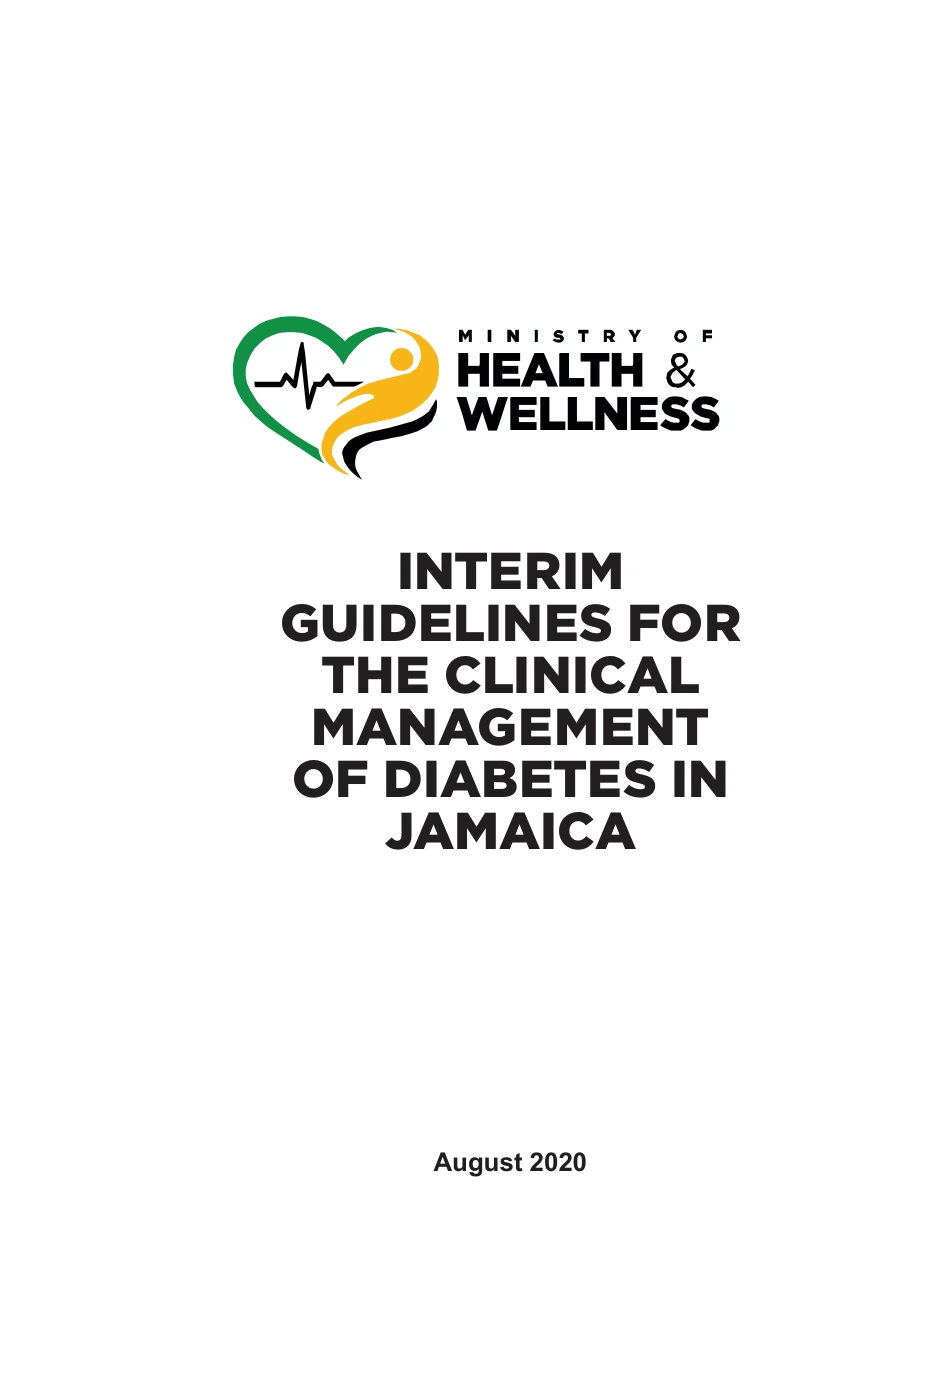 MINISTRY OF
HEALTH &
WELLNESS
INTERIM
GUIDELINES FOR
THE CLINICAL
MANAGEMENT
OF DIABETES IN
JAMAICA
August 2020